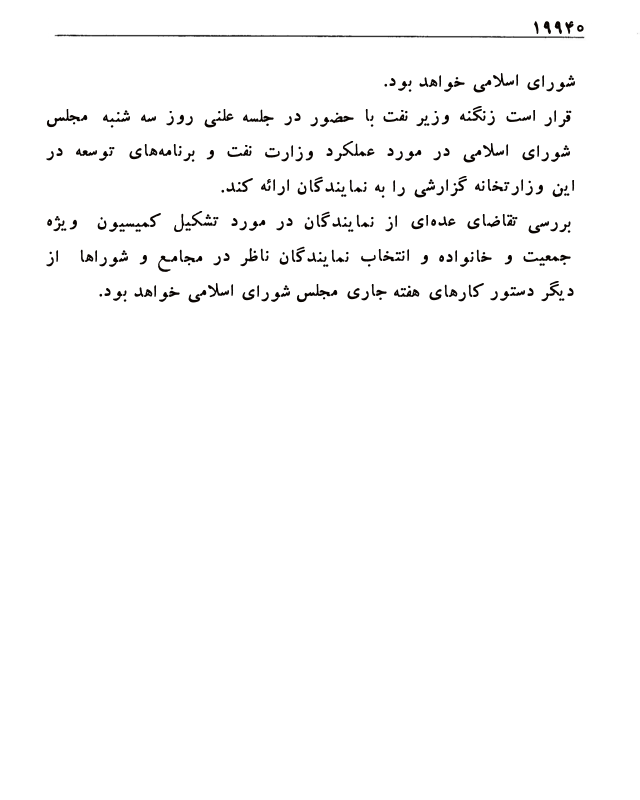 ۱۹۹۴۰
شورای اسلامی خواهد بود.
قرار است زنگنه وزیر نفت با حضور در جلسه علنی روز سه شنبه مجلس
شورای اسلامی در مورد عملکرد وزارت نفت و برنامه‌های توسعه در
این وزارتخانه گزارشی را به نمایندگان ارائه کند.
بررسی تقاضای عده‌ای از نمایندگان در مورد تشکیل کمیسیون ویژه
جمعیت و خانواده و انتخاب نمایندگان ناظر در مجامع و شوراها از
دیگر دستور کارهای هفته جاری مجلس شورای اسلامی خواهد بود.